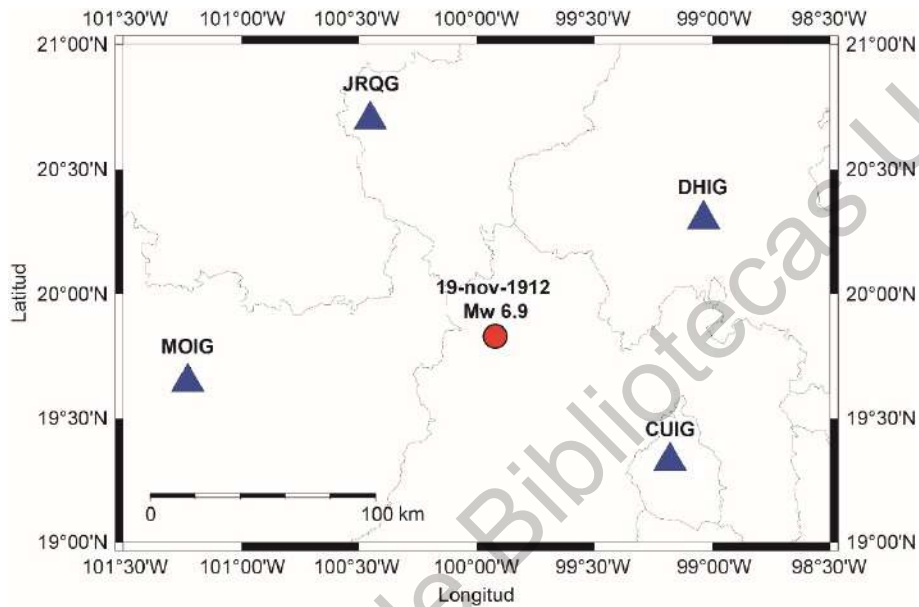 101°30'W 101°00'W 100°30'W 100°00'W 99°30'W 99°00'W 98°30'W
21°00'N 21°00'N
JRQG
20°30'N 20°30'N
DHIG
20°00'N 20°00'N
19-nov-1912
Mw 6.9
Latitud
MOIG
19°30'N 19°30'N
CUIG
0 100 km
19°00'N 19°00'N
101°30'W 101°00'W 100°30'W 100°00'W 99°30'W 99°00'W 98°30'W
Longitud
de Bibliotecas U